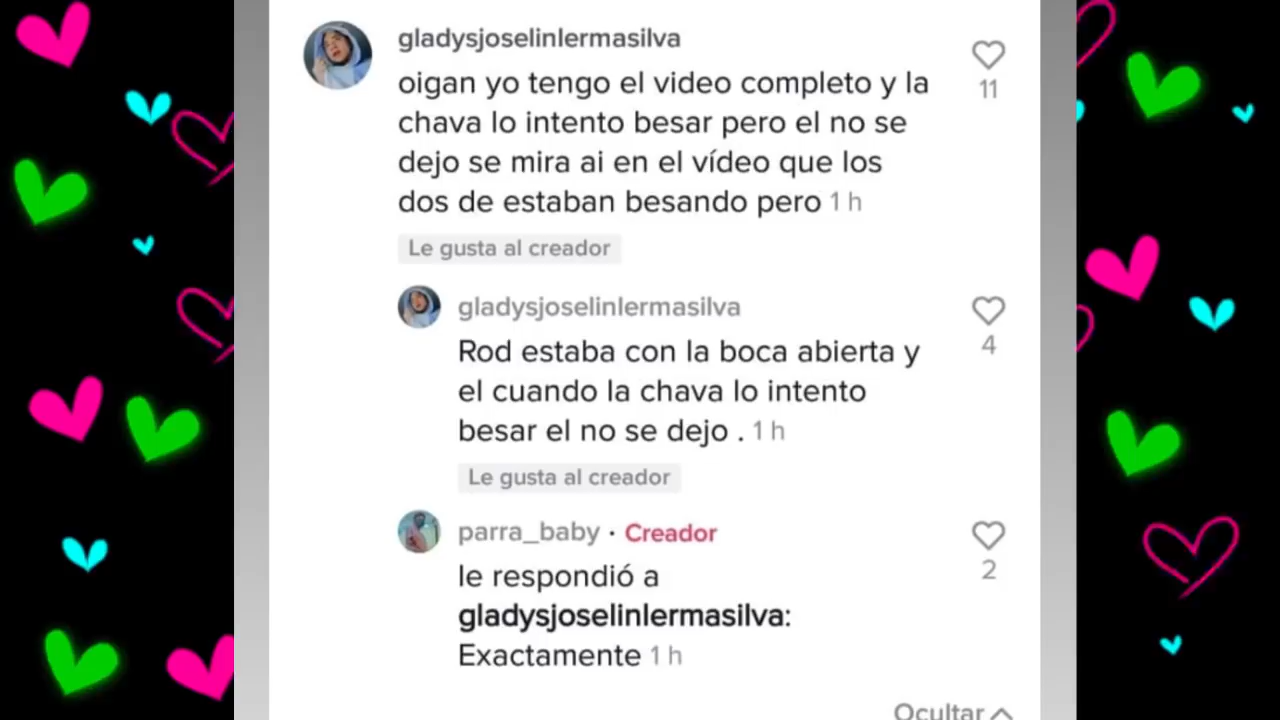 gladysjoselinlermasilva
oigan yo tengo el video completo y la
chava lo intento besar pero el no se
dejo se mira ai en el vídeo que los
dos de estaban besando pero 1 h
11
Le gusta al creador
gladysjoselinlermasilva
Rod estaba con la boca abierta y
el cuando la chava lo intento
besar el no se dejo . 1 h
4
Le gusta al creador
parra_baby · Creador
le respondió a
gladysjoselinlermasilva:
Exactamente 1 h
2
Ocultar